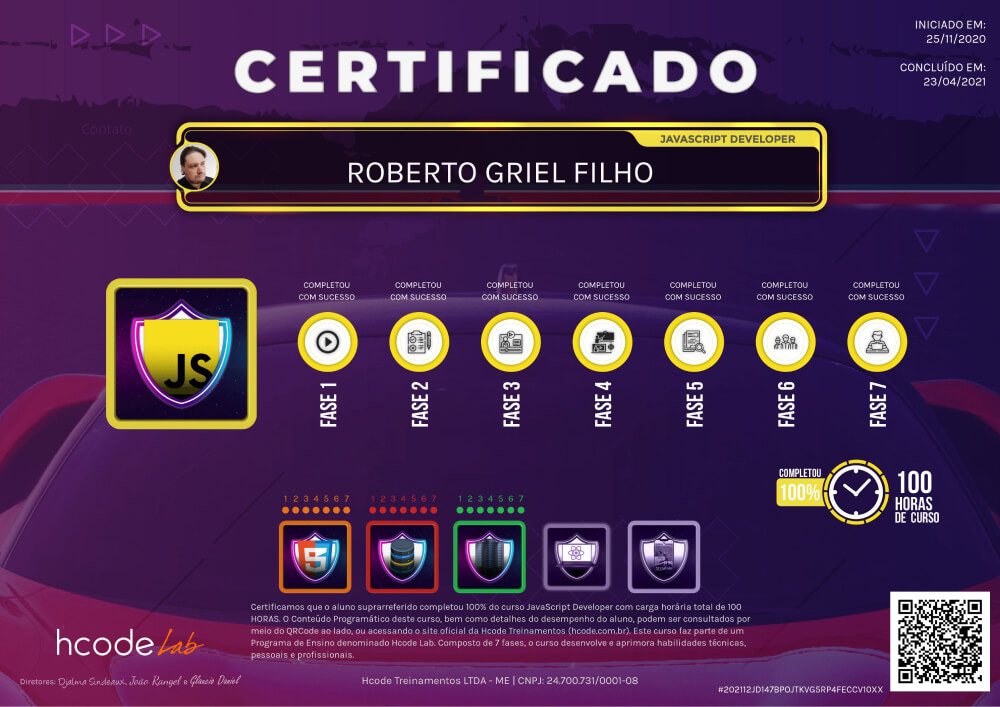 INICIADO EM:
25/11/2020
CONCLUÍDO EM:
23/04/2021
CERTIFICADO
Contato
JAVASCRIPT DEVELOPER
ROBERTO GRIEL FILHO
JS
COMPLETOU
COM SUCESSO
FASE 1
COMPLETOU
COM SUCESSO
FASE 2
COMPLETOU
COM SUCESSO
FASE 3
COMPLETOU
COM SUCESSO
FASE 4
COMPLETOU
COM SUCESSO
FASE 5
COMPLETOU
COM SUCESSO
FASE 6
COMPLETOU
COM SUCESSO
FASE 7
COMPLETOU
100%
100
HORAS
DE CURSO
1 2 3 4 5 6 7
1 2 3 4 5 6 7
1 2 3 4 5 6 7
Certificamos que o aluno suprarreferido completou 100% do curso JavaScript Developer com carga horária total de 100
HORAS. O Conteúdo Programático deste curso, bem como detalhes do desempenho do aluno, podem ser consultados por
meio do QRCode ao lado, ou acessando o site oficial da Hcode Treinamentos (hcode.com.br). Este curso faz parte de um
Programa de Ensino denominado Hcode Lab. Composto de 7 fases, o curso desenvolve e aprimora habilidades técnicas,
pessoais e profissionais.
hcode Lab
Diretores: Djalma Sindeaux, João Rangel e Glaucio Daniel
Hcode Treinamentos LTDA - ME | CNPJ: 24.700.731/0001-08
#202112JD1478POJTKVG5RP4FECCV10XX